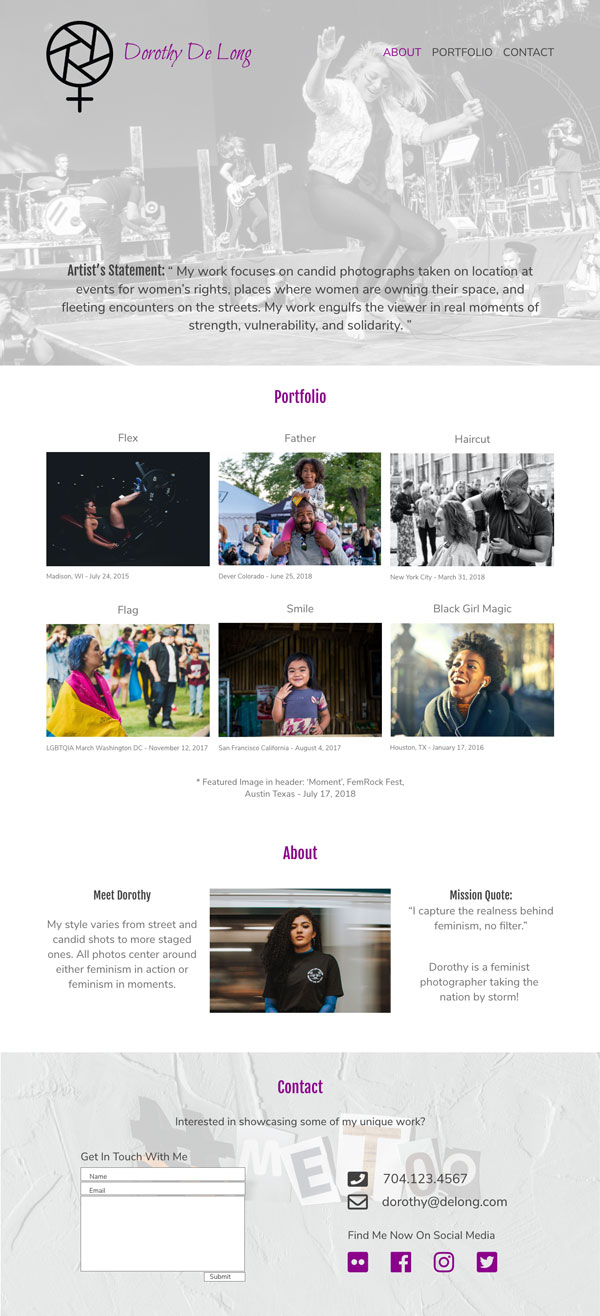 Dorothy De Long
ABOUT PORTFOLIO CONTACT
Artist's Statement: “ My work focuses on candid photographs taken on location at
events for women's rights, places where women are owning their space, and
fleeting encounters on the streets. My work engulfs the viewer in real moments of
strength, vulnerability, and solidarity. ”
Portfolio
Flex
Father
Haircut
Madison, WI - July 24, 2015
Dever Colorado - June 25, 2018
New York City - March 31, 2018
Flag
Smile
Black Girl Magic
LGBTQIA March Washington DC - November 12, 2017
San Francisco California - August 4, 2017
Houston, TX - January 17, 2016
* Featured Image in header: ‘Moment’, FemRock Fest,
Austin Texas - July 17, 2018
About
Meet Dorothy
My style varies from street and
candid shots to more staged
ones. All photos center around
either feminism in action or
feminism in moments.
Mission Quote:
“I capture the realness behind
feminism, no filter.”
Dorothy is a feminist
photographer taking the
nation by storm!
Contact
Interested in showcasing some of my unique work?
#METOO
Get In Touch With Me
Name
Email
Submit
704.123.4567
dorothy@delong.com
Find Me Now On Social Media